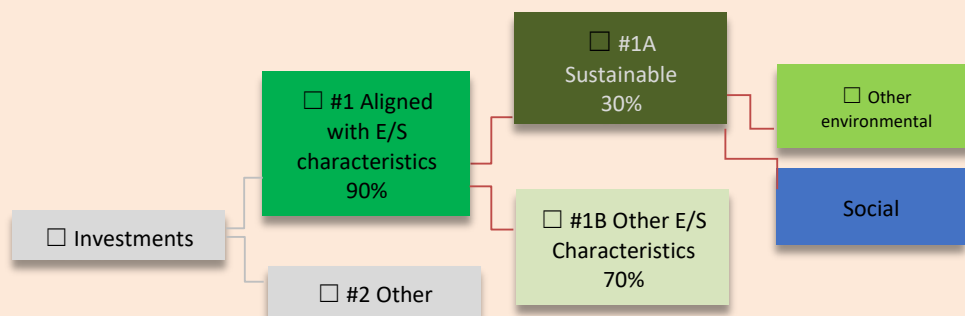 ☐ #1A
Sustainable
30%
☐ #1 Aligned
with E/S
characteristics
90%
☐ Other
environmental
Social
☐ Investments
☐ #1B Other E/S
Characteristics
70%
☐ #2 Other